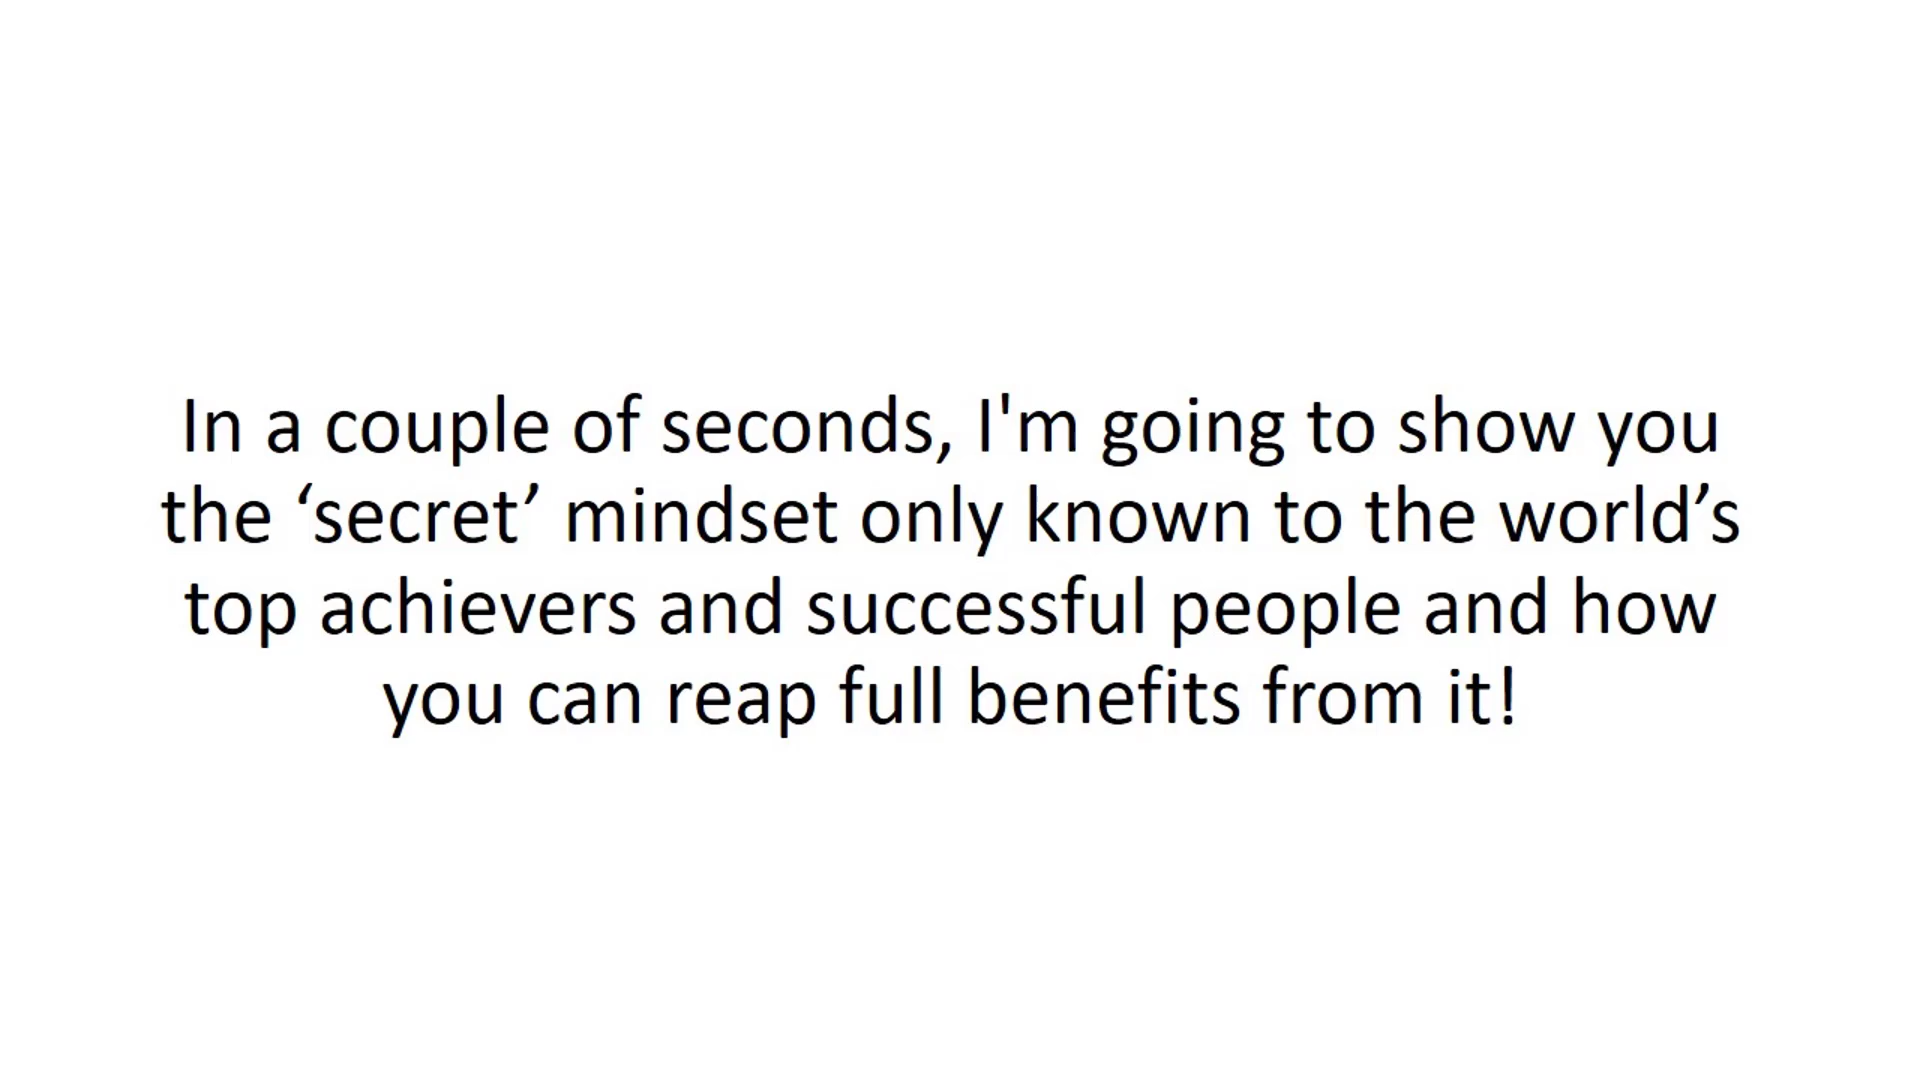 In a couple of seconds, I'm going to show you
the ‘secret’ mindset only known to the world’s
top achievers and successful people and how
you can reap full benefits from it!